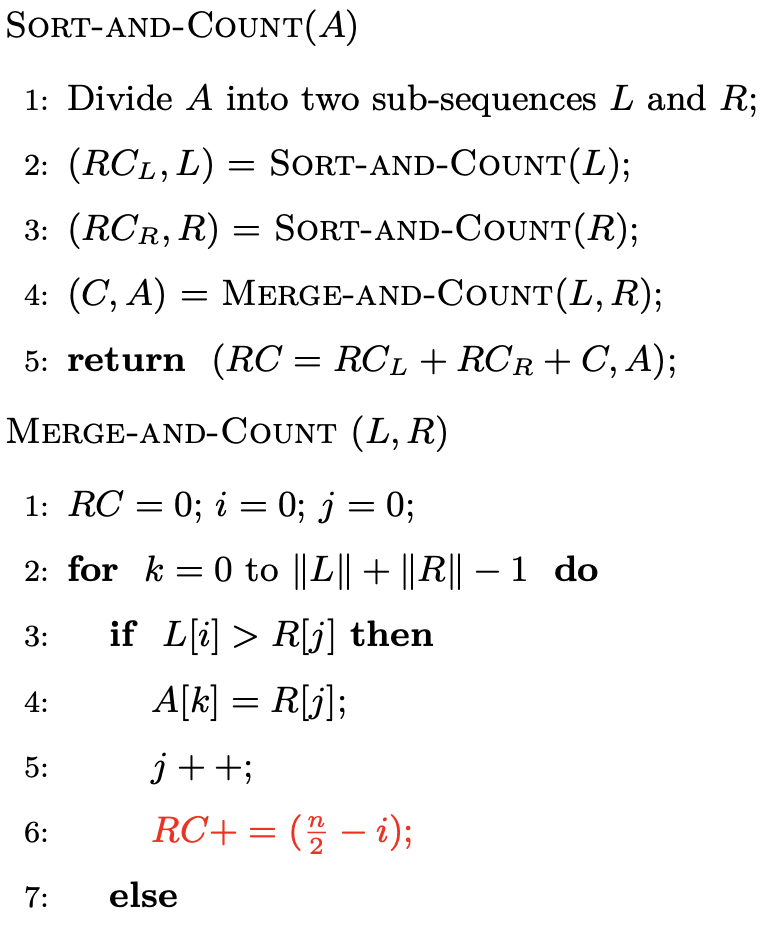 SORT-AND-COUNT(A)
1: Divide A into two sub-sequences L and R;
2: (RC_L, L) = SORT-AND-COUNT(L);
3: (RC_R, R) = SORT-AND-COUNT(R);
4: (C, A) = MERGE-AND-COUNT(L, R);
5: return (RC = RC_L + RC_R + C, A);
MERGE-AND-COUNT (L, R)
1: RC = 0; i = 0; j = 0;
2: for k = 0 to ‖L‖ + ‖R‖ − 1 do
3: if L[i] > R[j] then
4: A[k] = R[j];
5: j + +;
6: RC+ = (n/2 − i);
7: else